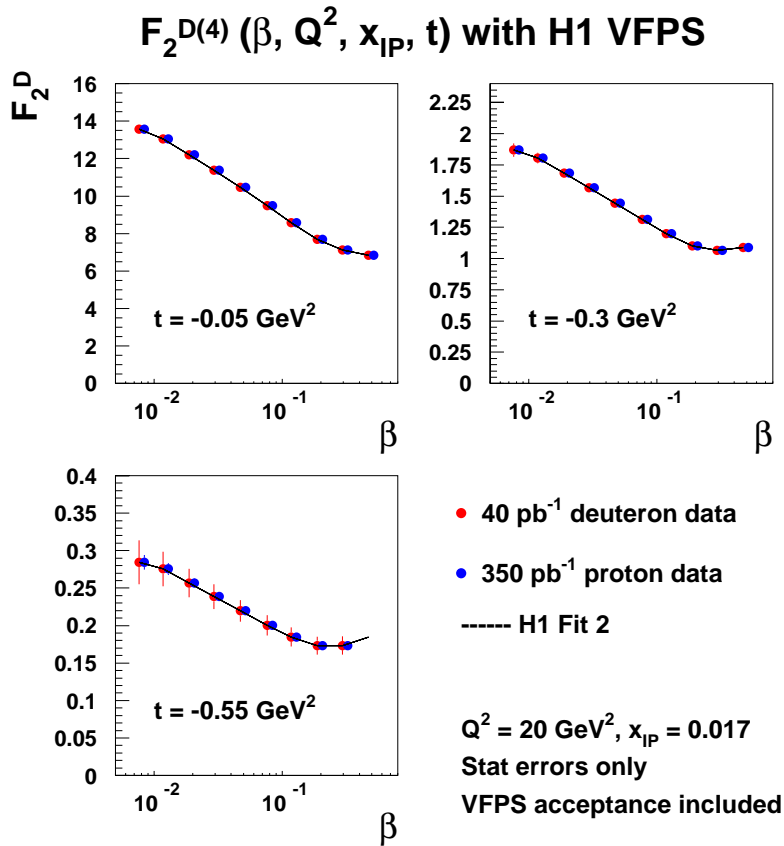 F₂ᴰ⁽⁴⁾ (β, Q², x_IP, t) with H1 VFPS
F₂ᴰ
16
14
12
10
8
6
4
2
0
t = -0.05 GeV²
10⁻²
10⁻¹
β
2.25
2
1.75
1.5
1.25
1
0.75
0.5
0.25
0
t = -0.3 GeV²
10⁻²
10⁻¹
β
0.4
0.35
0.3
0.25
0.2
0.15
0.1
0.05
0
t = -0.55 GeV²
10⁻²
10⁻¹
β
40 pb⁻¹ deuteron data
350 pb⁻¹ proton data
------ H1 Fit 2
Q² = 20 GeV², x_IP = 0.017
Stat errors only
VFPS acceptance included